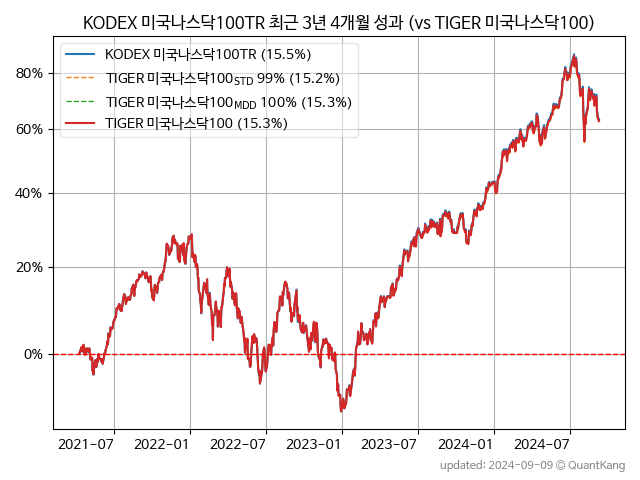 KODEX 미국나스닥100TR 최근 3년 4개월 성과 (vs TIGER 미국나스닥100)
KODEX 미국나스닥100TR (15.5%)
TIGER 미국나스닥100STD 99% (15.2%)
TIGER 미국나스닥100MDD 100% (15.3%)
TIGER 미국나스닥100 (15.3%)
80%
60%
40%
20%
0%
2021-07 2022-01 2022-07 2023-01 2023-07 2024-01 2024-07
updated: 2024-09-09 © QuantKang